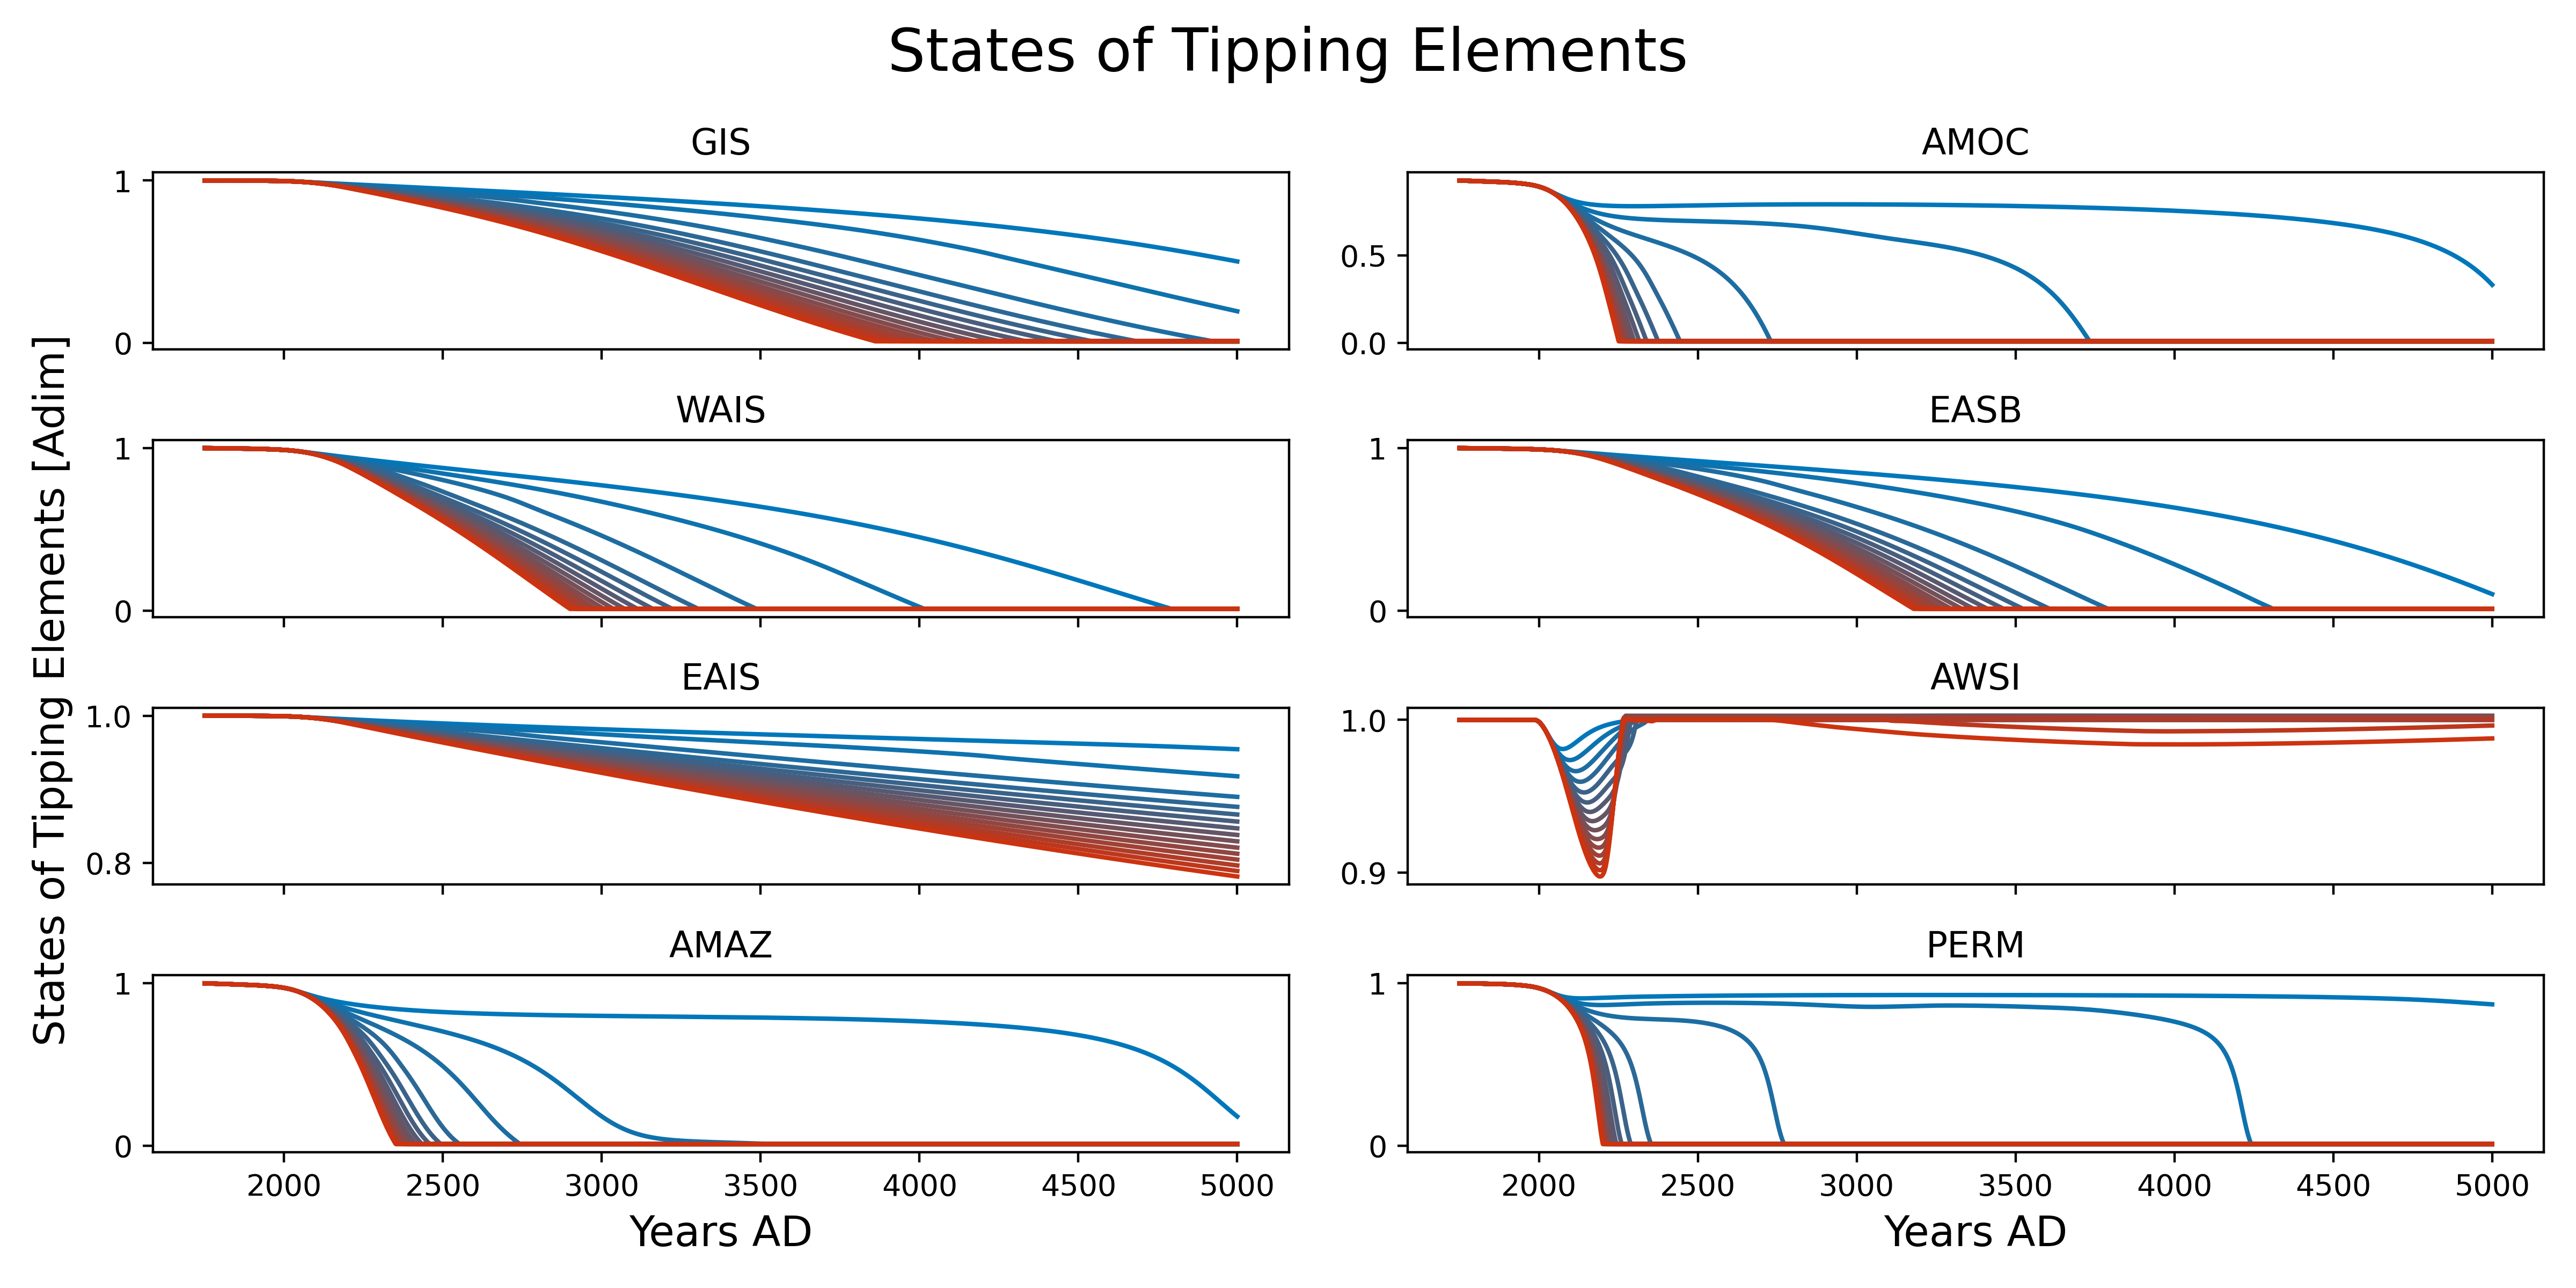 States of Tipping Elements
GIS
1
0
AMOC
0.5
0.0
WAIS
1
0
EASB
1
0
States of Tipping Elements [Adim]
EAIS
1.0
0.8
AWSI
1.0
0.9
AMAZ
1
0
2000 2500 3000 3500 4000 4500 5000
Years AD
PERM
1
0
2000 2500 3000 3500 4000 4500 5000
Years AD